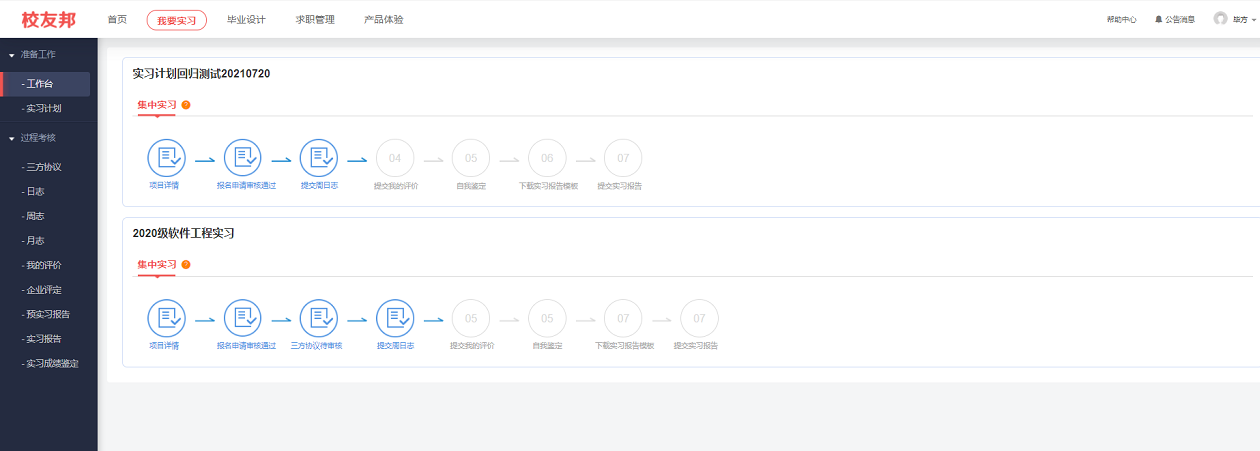 校友邦 首页 我要实习 毕业设计 求职管理 产品体验 帮助中心 公告消息 毕方
准备工作
- 工作台
- 实习计划
过程考核
- 三方协议
- 日志
- 周志
- 月志
- 我的评价
- 企业评定
- 预实习报告
- 实习报告
- 实习成绩鉴定
实习计划回归测试20210720
集中实习 ?
04 05 06 07
项目详情 报名申请审核通过 提交周日志 提交我的评价 自我鉴定 下载实习报告模板 提交实习报告
2020级软件工程实习
集中实习 ?
05 05 07 07
项目详情 报名申请审核通过 三方协议待审核 提交周日志 提交我的评价 自我鉴定 下载实习报告模板 提交实习报告